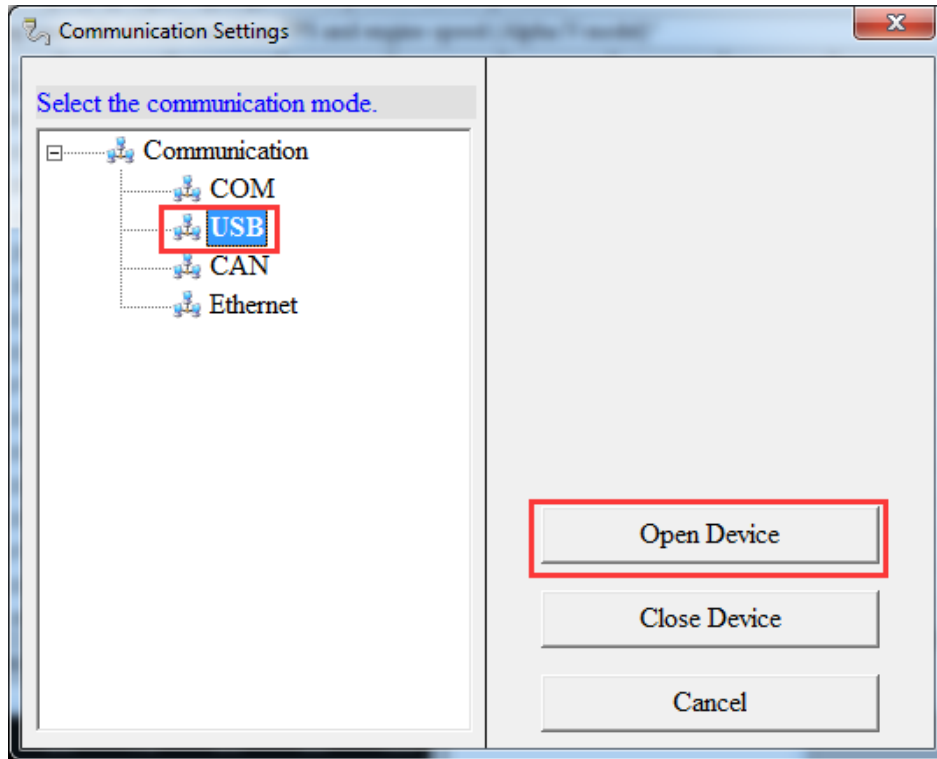 Communication Settings
Select the communication mode.
Communication
COM
USB
CAN
Ethernet
Open Device
Close Device
Cancel